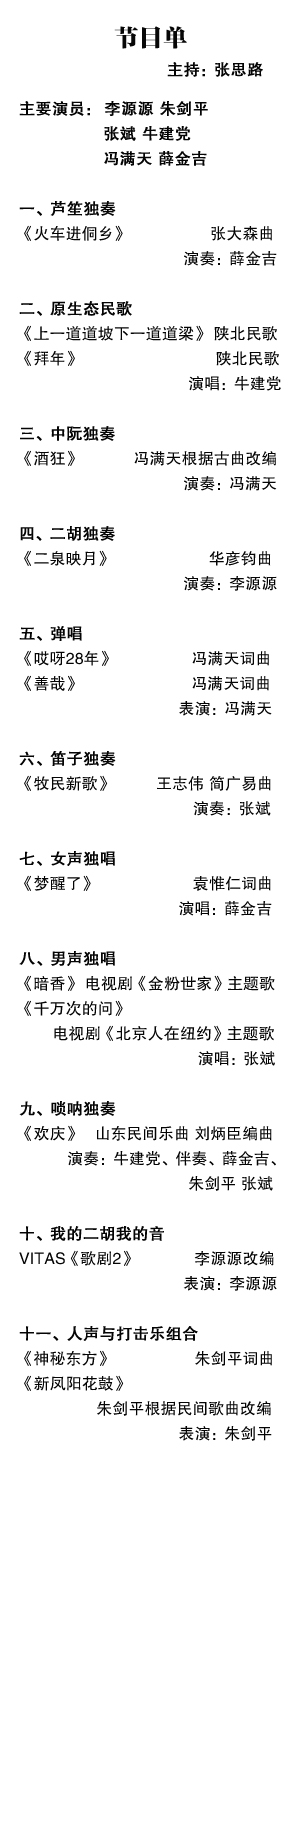 节目单
主持：张思路
主要演员： 李源源 朱剑平
张斌 牛建党
冯满天 薛金吉
一、芦笙独奏
《火车进侗乡》 张大森曲
演奏：薛金吉
二、原生态民歌
《上一道道坡下一道道梁》 陕北民歌
《拜年》 陕北民歌
演唱：牛建党
三、中阮独奏
《酒狂》 冯满天根据古曲改编
演奏：冯满天
四、二胡独奏
《二泉映月》 华彦钧曲
演奏：李源源
五、弹唱
《哎呀28年》 冯满天词曲
《善哉》 冯满天词曲
表演：冯满天
六、笛子独奏
《牧民新歌》 王志伟 简广易曲
演奏：张斌
七、女声独唱
《梦醒了》 袁惟仁词曲
演唱：薛金吉
八、男声独唱
《暗香》 电视剧《金粉世家》主题歌
《千万次的问》
电视剧《北京人在纽约》主题歌
演唱：张斌
九、唢呐独奏
《欢庆》 山东民间乐曲 刘炳臣编曲
演奏：牛建党、伴奏、薛金吉、
朱剑平 张斌
十、我的二胡我的音
VITAS《歌剧2》 李源源改编
表演：李源源
十一、人声与打击乐组合
《神秘东方》 朱剑平词曲
《新凤阳花鼓》
朱剑平根据民间歌曲改编
表演：朱剑平